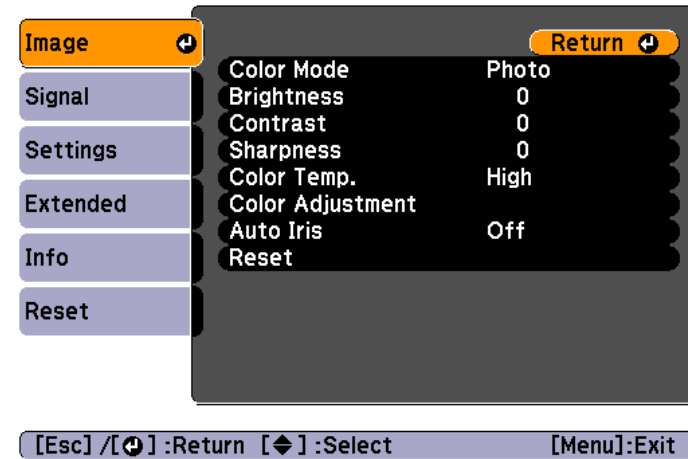 Image
Signal
Settings
Extended
Info
Reset
Return
Color Mode Photo
Brightness 0
Contrast 0
Sharpness 0
Color Temp. High
Color Adjustment
Auto Iris Off
Reset
[Esc] /[⏎] :Return [◆] :Select [Menu]:Exit